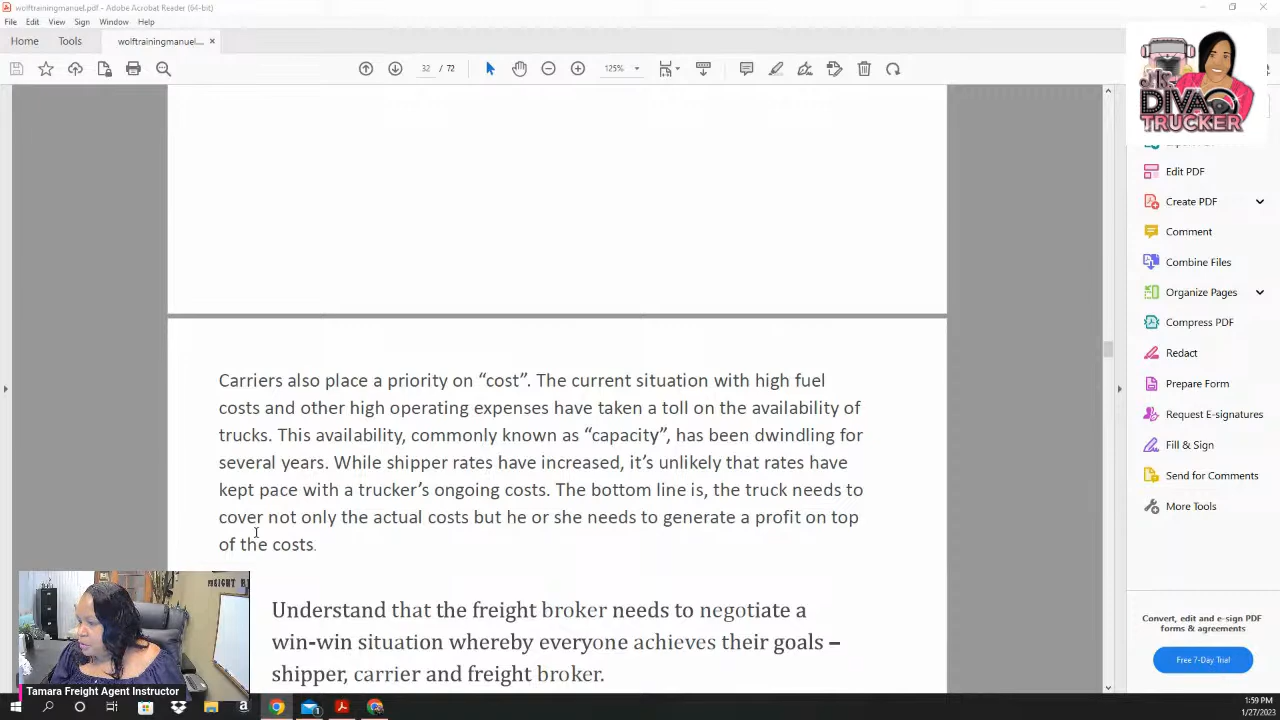 wolftrainingmanuel.pdf - Adobe Acrobat Reader (64-bit)
File Edit View Sign Window Help
Home Tools wolftrainingmanuel... ×
32 / 72 125%
J.K.
DIVA
TRUCKER
Edit PDF
Create PDF
Comment
Combine Files
Organize Pages
Compress PDF
Redact
Prepare Form
Request E-signatures
Fill & Sign
Send for Comments
More Tools
Carriers also place a priority on “cost”. The current situation with high fuel
costs and other high operating expenses have taken a toll on the availability of
trucks. This availability, commonly known as “capacity”, has been dwindling for
several years. While shipper rates have increased, it’s unlikely that rates have
kept pace with a trucker’s ongoing costs. The bottom line is, the truck needs to
cover not only the actual costs but he or she needs to generate a profit on top
of the costs.
Understand that the freight broker needs to negotiate a
win-win situation whereby everyone achieves their goals –
shipper, carrier and freight broker.
Convert, edit and e-sign PDF
forms & agreements
Free 7-Day Trial
Tamara Freight Agent Instructor
1:59 PM
1/27/2023